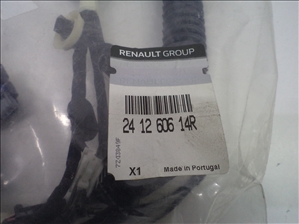 RENAULT GROUP
24 12 606 14R
X1 Made in Portugal